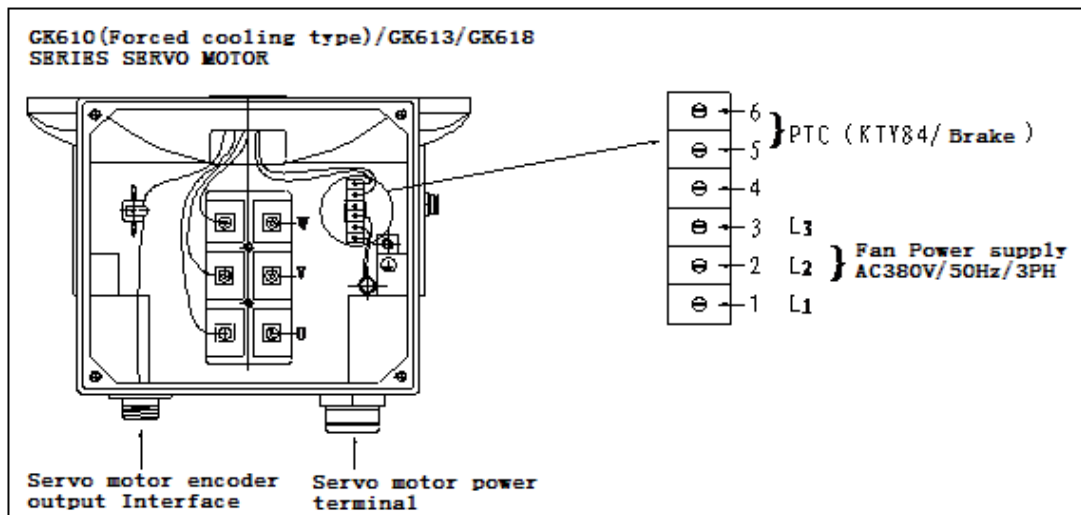 GK610(Forced cooling type)/GK613/GK618
SERIES SERVO MOTOR
6
5
PTC (KTY84/ Brake)
4
3 L3
2 L2
Fan Power supply
AC380V/50Hz/3PH
1 L1
W
V
U
Servo motor encoder
output Interface
Servo motor power
terminal